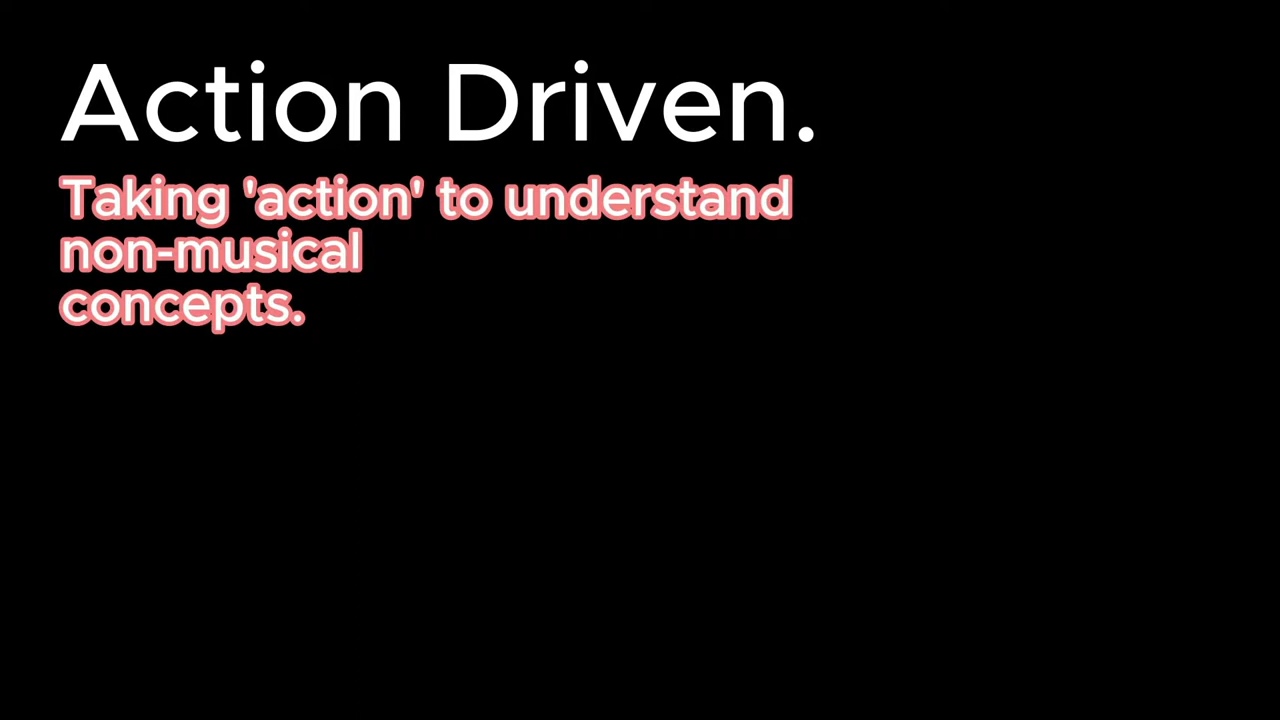 Action Driven.
Taking 'action' to understand
non-musical
concepts.